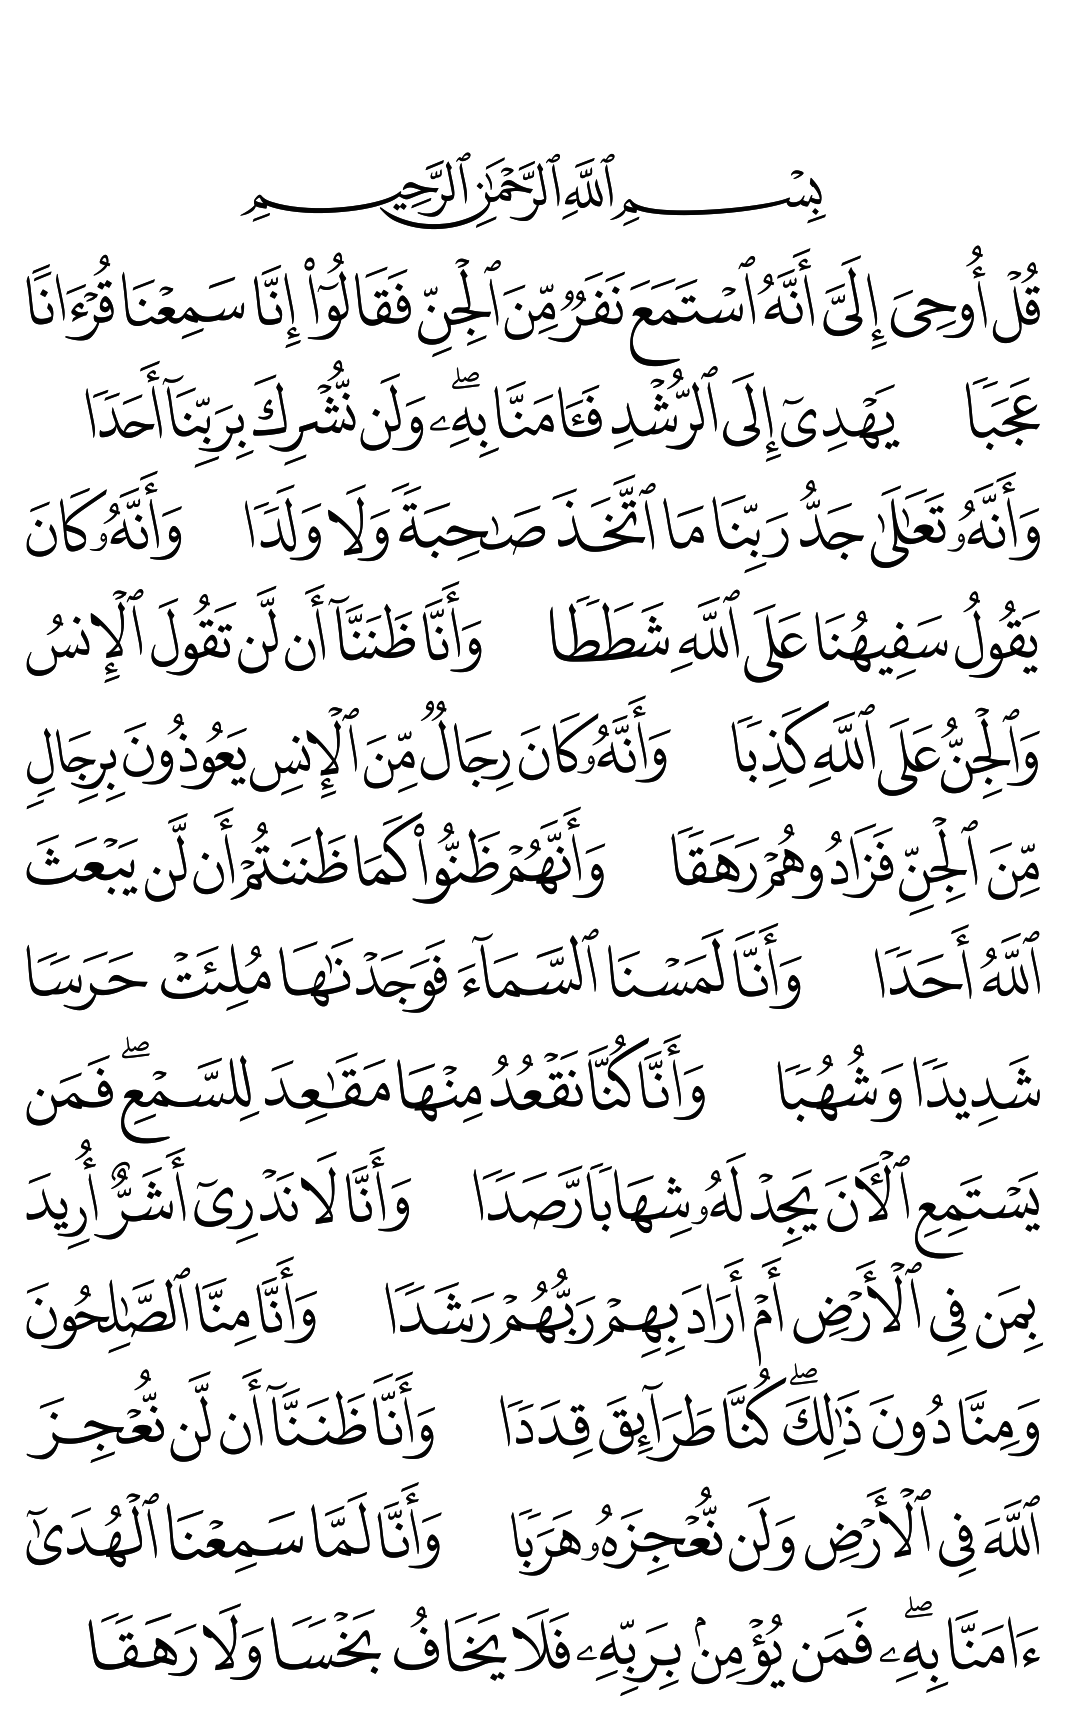 بِسْمِ ٱللَّهِ ٱلرَّحْمَٰنِ ٱلرَّحِيمِ
قُلْ أُوحِىَ إِلَىَّ أَنَّهُ ٱسْتَمَعَ نَفَرٌ مِّنَ ٱلْجِنِّ فَقَالُوٓا۟ إِنَّا سَمِعْنَا قُرْءَانًا
عَجَبًا يَهْدِىٓ إِلَى ٱلرُّشْدِ فَـَٔامَنَّا بِهِۦ ۖ وَلَن نُّشْرِكَ بِرَبِّنَآ أَحَدًا
وَأَنَّهُۥ تَعَٰلَىٰ جَدُّ رَبِّنَا مَا ٱتَّخَذَ صَٰحِبَةً وَلَا وَلَدًا وَأَنَّهُۥ كَانَ
يَقُولُ سَفِيهُنَا عَلَى ٱللَّهِ شَطَطًا وَأَنَّا ظَنَنَّآ أَن لَّن تَقُولَ ٱلْإِنسُ
وَٱلْجِنُّ عَلَى ٱللَّهِ كَذِبًا وَأَنَّهُۥ كَانَ رِجَالٌ مِّنَ ٱلْإِنسِ يَعُوذُونَ بِرِجَالٍ
مِّنَ ٱلْجِنِّ فَزَادُوهُمْ رَهَقًا وَأَنَّهُمْ ظَنُّوا۟ كَمَا ظَنَنتُمْ أَن لَّن يَبْعَثَ
ٱللَّهُ أَحَدًا وَأَنَّا لَمَسْنَا ٱلسَّمَآءَ فَوَجَدْنَٰهَا مُلِئَتْ حَرَسًا
شَدِيدًا وَشُهُبًا وَأَنَّا كُنَّا نَقْعُدُ مِنْهَا مَقَٰعِدَ لِلسَّمْعِ ۖ فَمَن
يَسْتَمِعِ ٱلْـَٔانَ يَجِدْ لَهُۥ شِهَابًا رَّصَدًا وَأَنَّا لَا نَدْرِىٓ أَشَرٌّ أُرِيدَ
بِمَن فِى ٱلْأَرْضِ أَمْ أَرَادَ بِهِمْ رَبُّهُمْ رَشَدًا وَأَنَّا مِنَّا ٱلصَّٰلِحُونَ
وَمِنَّا دُونَ ذَٰلِكَ ۖ كُنَّا طَرَآئِقَ قِدَدًا وَأَنَّا ظَنَنَّآ أَن لَّن نُّعْجِزَ
ٱللَّهَ فِى ٱلْأَرْضِ وَلَن نُّعْجِزَهُۥ هَرَبًا وَأَنَّا لَمَّا سَمِعْنَا ٱلْهُدَىٰٓ
ءَامَنَّا بِهِۦ ۖ فَمَن يُؤْمِنۢ بِرَبِّهِۦ فَلَا يَخَافُ بَخْسًا وَلَا رَهَقًا